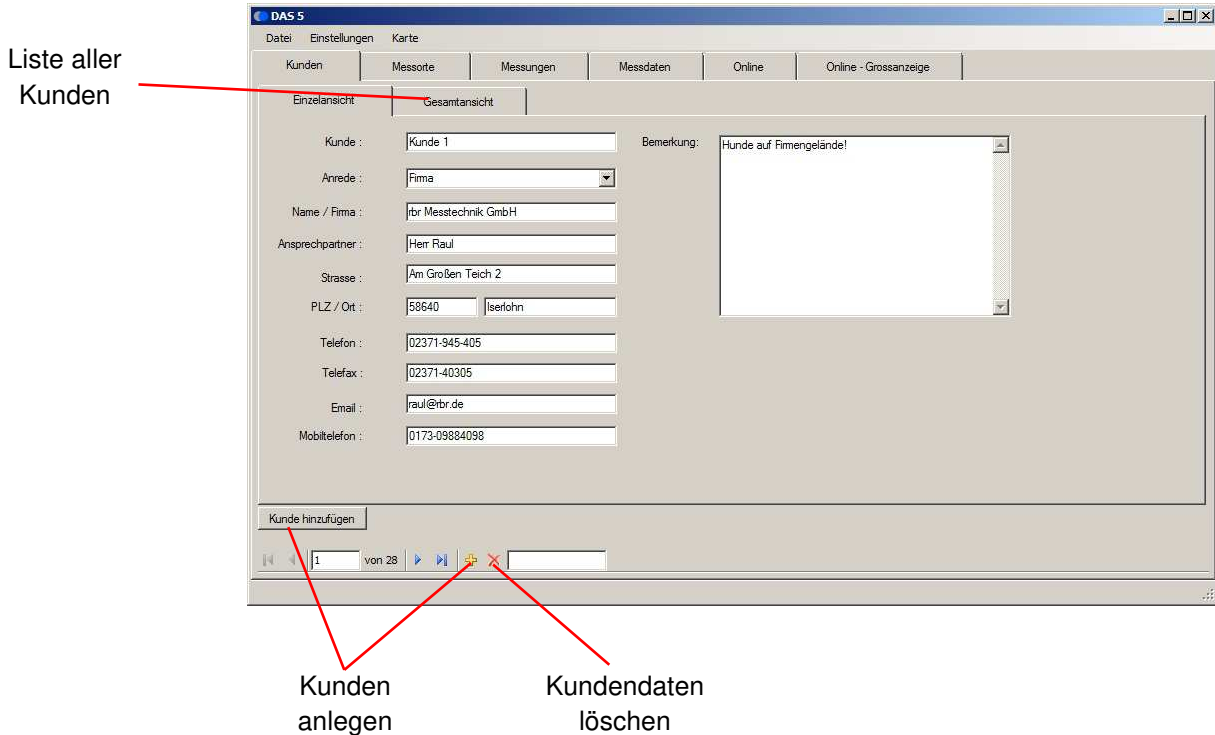 DAS 5
Datei Einstellungen Karte
Liste aller
Kunden
Kunden Messorte Messungen Messdaten Online Online - Grossanzeige
Einzelansicht Gesamtansicht
Kunde : Kunde 1
Bemerkung: Hunde auf Firmengelände!
Anrede : Firma
Name / Firma : rbr Messtechnik GmbH
Ansprechpartner : Herr Raul
Strasse : Am Großen Teich 2
PLZ / Ort : 58640 Iserlohn
Telefon : 02371-945-405
Telefax : 02371-40305
Email : raul@rbr.de
Mobiltelefon : 0173-09884098
Kunde hinzufügen
1 von 28
Kunden
anlegen
Kundendaten
löschen